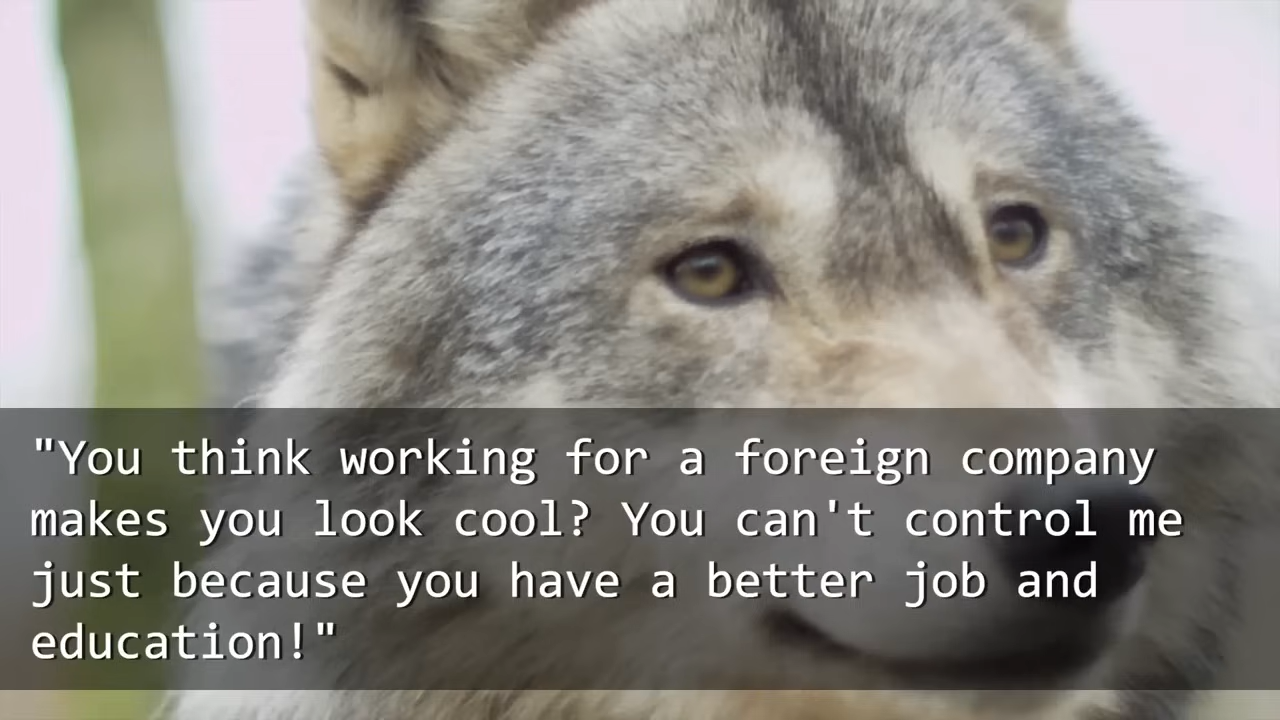 "You think working for a foreign company
makes you look cool? You can't control me
just because you have a better job and
education!"